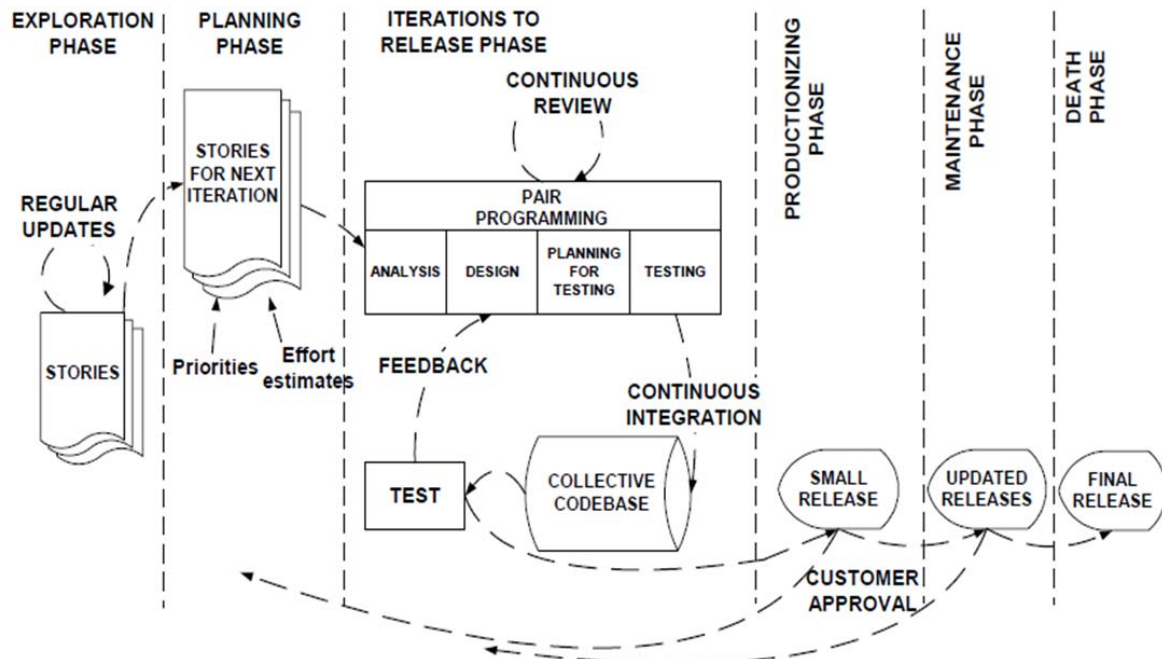 EXPLORATION
PHASE
PLANNING
PHASE
ITERATIONS TO
RELEASE PHASE
PRODUCTIONIZING
PHASE
MAINTENANCE
PHASE
DEATH
PHASE
CONTINUOUS
REVIEW
STORIES
FOR NEXT
ITERATION
REGULAR
UPDATES
PAIR
PROGRAMMING
ANALYSIS
DESIGN
PLANNING
FOR
TESTING
TESTING
STORIES
Priorities
Effort
estimates
FEEDBACK
CONTINUOUS
INTEGRATION
TEST
COLLECTIVE
CODEBASE
SMALL
RELEASE
UPDATED
RELEASES
FINAL
RELEASE
CUSTOMER
APPROVAL